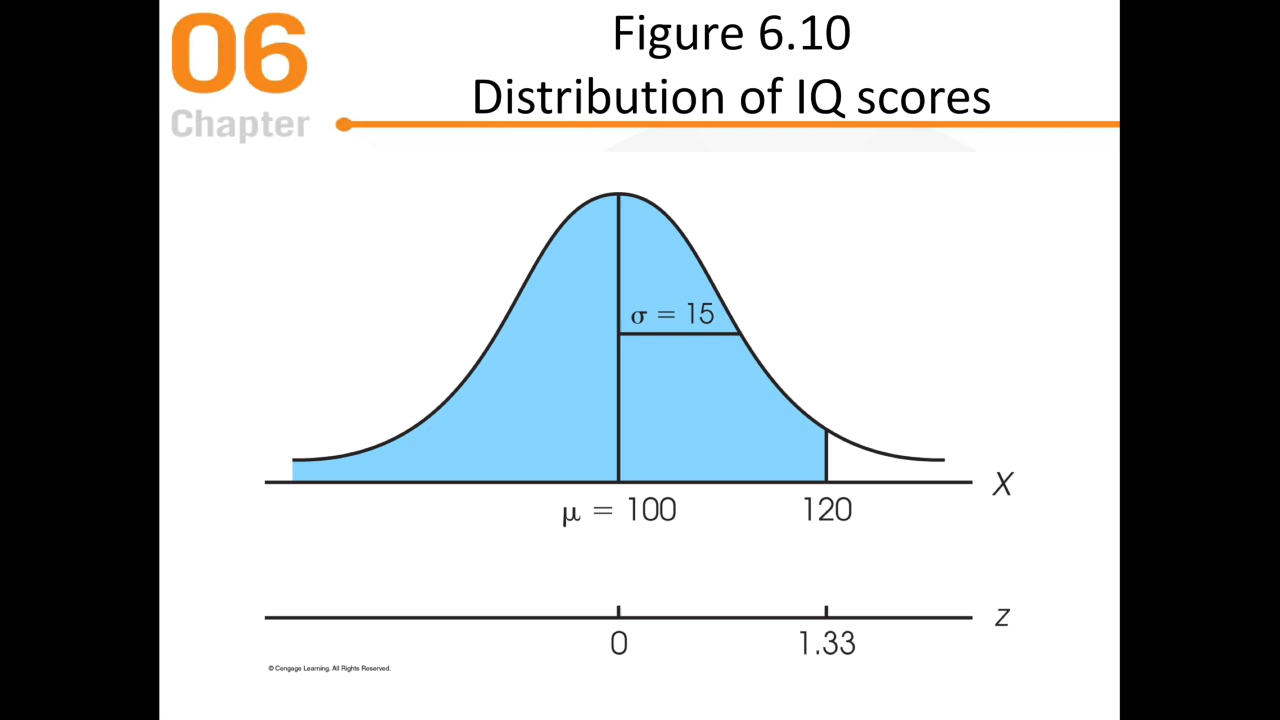 06
Chapter
Figure 6.10
Distribution of IQ scores
σ = 15
X
μ = 100
120
z
0
1.33
© Cengage Learning. All Rights Reserved.